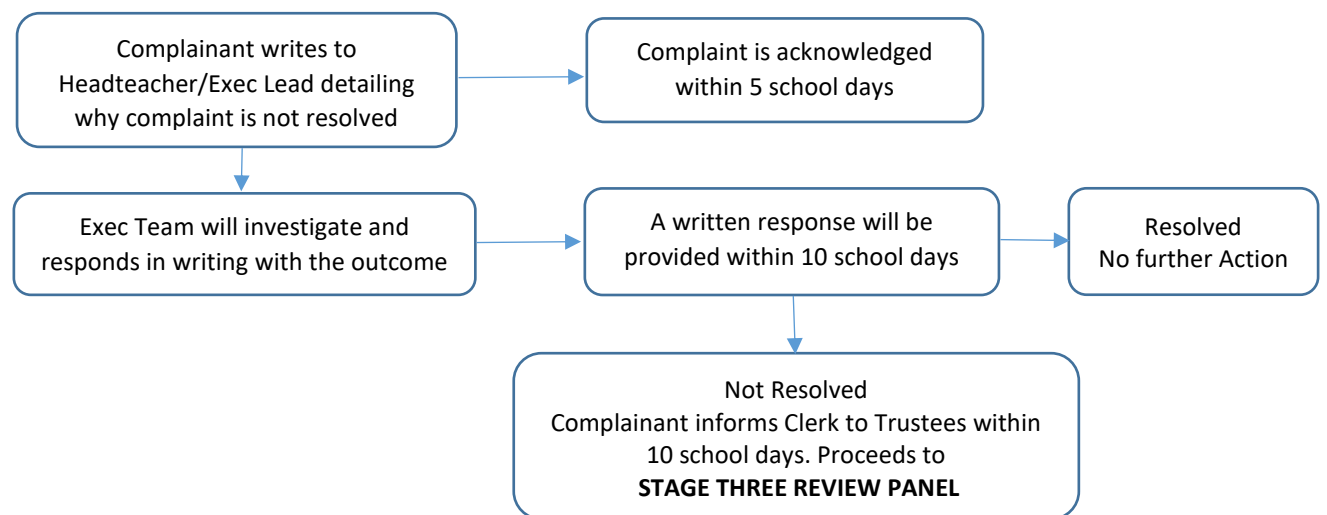 Complainant writes to
Headteacher/Exec Lead detailing
why complaint is not resolved
Complaint is acknowledged
within 5 school days
Exec Team will investigate and
responds in writing with the outcome
A written response will be
provided within 10 school days
Resolved
No further Action
Not Resolved
Complainant informs Clerk to Trustees within
10 school days. Proceeds to
STAGE THREE REVIEW PANEL